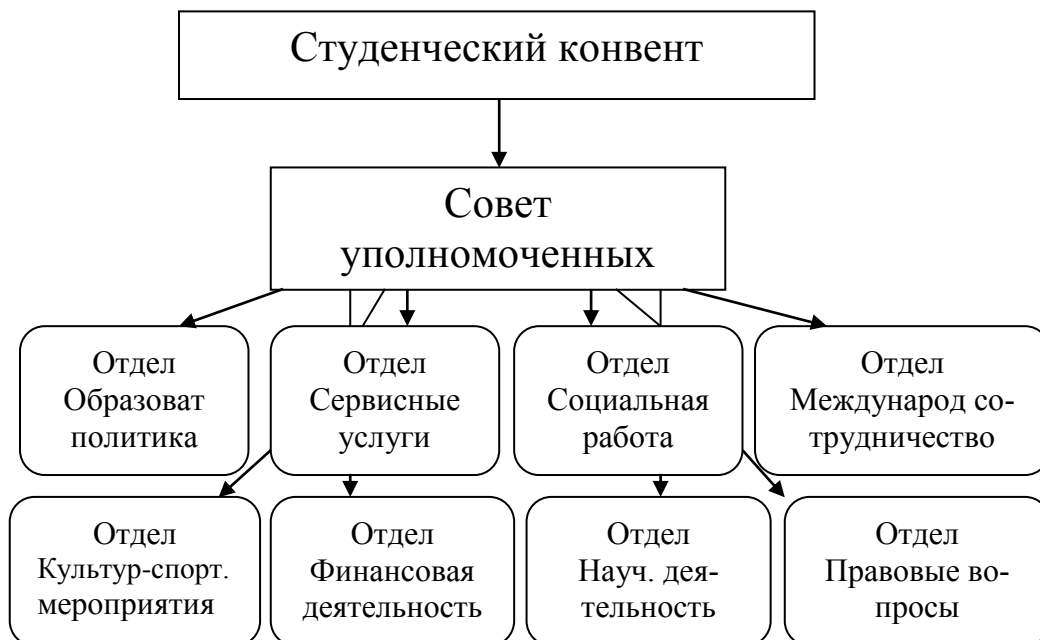 Студенческий конвент
Совет
уполномоченных
Отдел
Образоват
политика
Отдел
Сервисные
услуги
Отдел
Социальная
работа
Отдел
Международ со-
трудничество
Отдел
Культур-спорт.
мероприятия
Отдел
Финансовая
деятельность
Отдел
Науч. дея-
тельность
Отдел
Правовые во-
просы